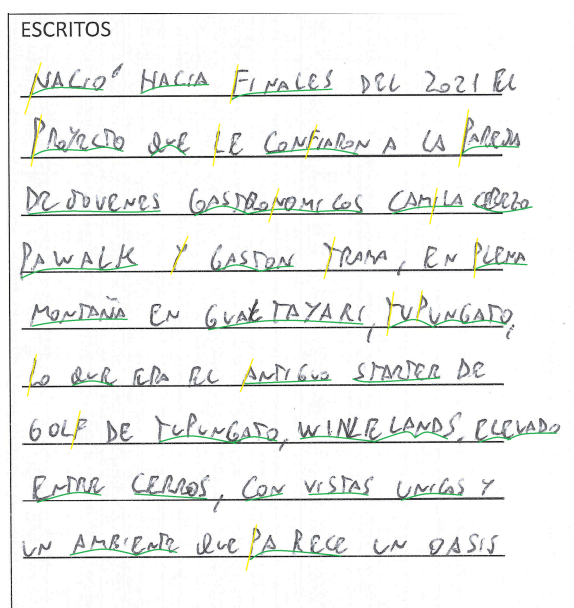 ESCRITOS
NACIO' HACIA FINALES DEL 2021 EL
PROYECTO QUE LE CONFIARON A LA PAREJA
DE JOVENES GASTRONOMICOS CAMILA CEREZO
PAWALK Y GASTON TRAMA, EN PLENA
MONTAÑA EN GUALTAYARI, TUPUNGATO,
LO QUE ERA EL ANTIGUO STARTER DE
GOLF DE TUPUNGATO, WINELANDS, ELEVADO
ENTRE CERROS, CON VISTAS UNICAS Y
UN AMBIENTE QUE PARECE UN OASIS